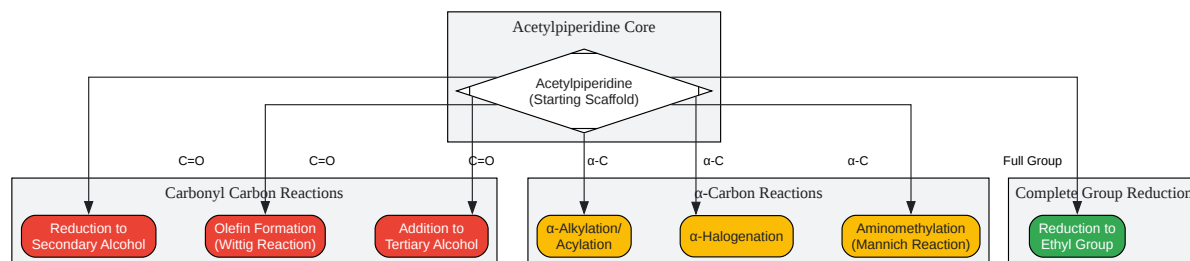 Acetylpiperidine Core
Acetylpiperidine
(Starting Scaffold)
C=O
C=O
C=O
α-C
α-C
α-C
Full Group
Carbonyl Carbon Reactions
α-Carbon Reactions
Complete Group Reduction
Reduction to
Secondary Alcohol
Olefin Formation
(Wittig Reaction)
Addition to
Tertiary Alcohol
α-Alkylation/
Acylation
α-Halogenation
Aminomethylation
(Mannich Reaction)
Reduction to
Ethyl Group